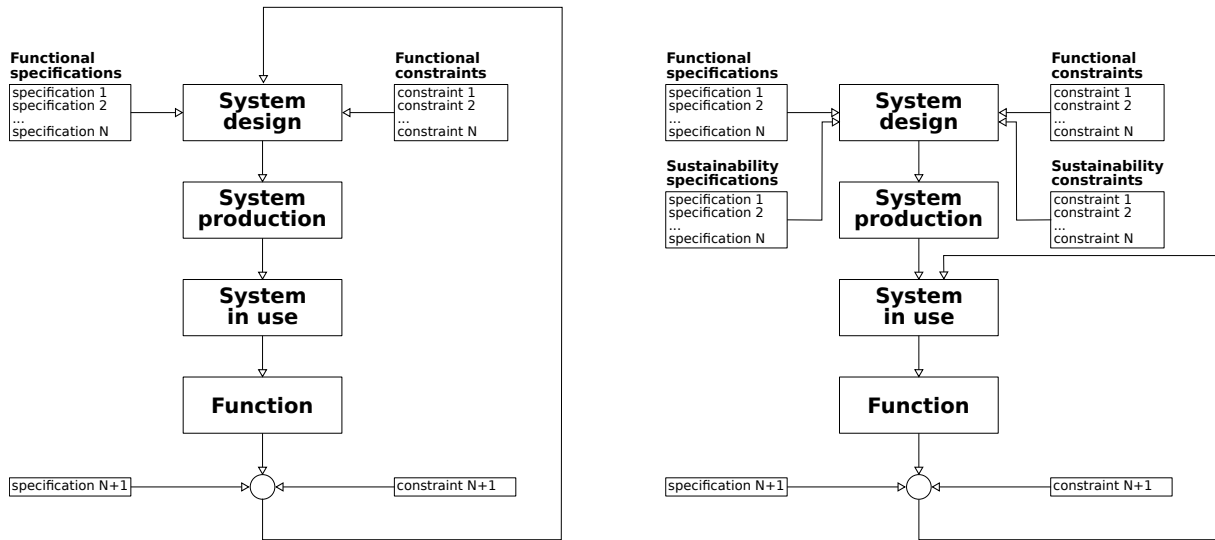 Functional
specifications
specification 1
specification 2
...
specification N
System
design
Functional
constraints
constraint 1
constraint 2
...
constraint N
System
production
System
in use
Function
specification N+1
constraint N+1
Functional
specifications
specification 1
specification 2
...
specification N
System
design
Functional
constraints
constraint 1
constraint 2
...
constraint N
Sustainability
specifications
specification 1
specification 2
...
specification N
System
production
Sustainability
constraints
constraint 1
constraint 2
...
constraint N
System
in use
Function
specification N+1
constraint N+1